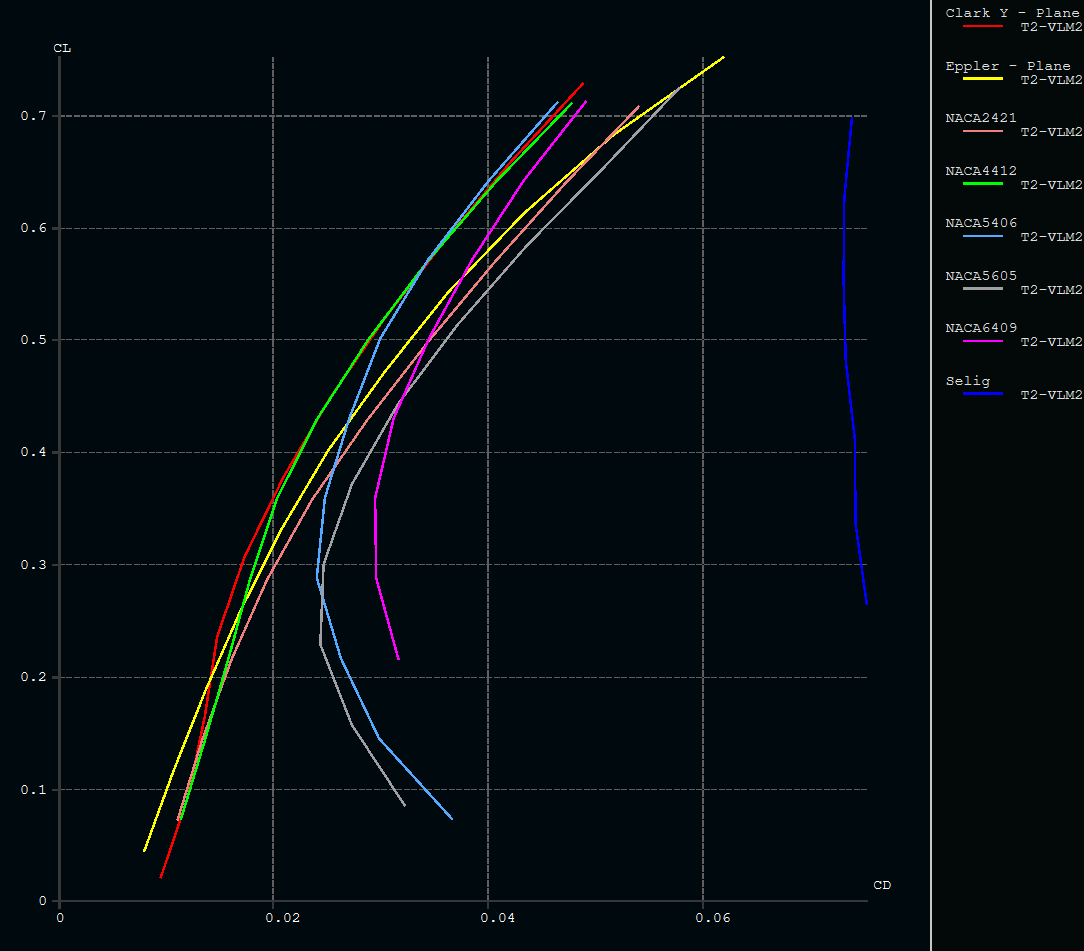 CL
0.7
0.6
0.5
0.4
0.3
0.2
0.1
0
0
0.02
0.04
0.06
CD
Clark Y - Plane
T2-VLM2
Eppler - Plane
T2-VLM2
NACA2421
T2-VLM2
NACA4412
T2-VLM2
NACA5406
T2-VLM2
NACA5605
T2-VLM2
NACA6409
T2-VLM2
Selig
T2-VLM2